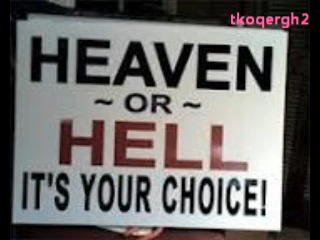 tkoqergh2
HEAVEN
~ OR ~
HELL
IT'S YOUR CHOICE!